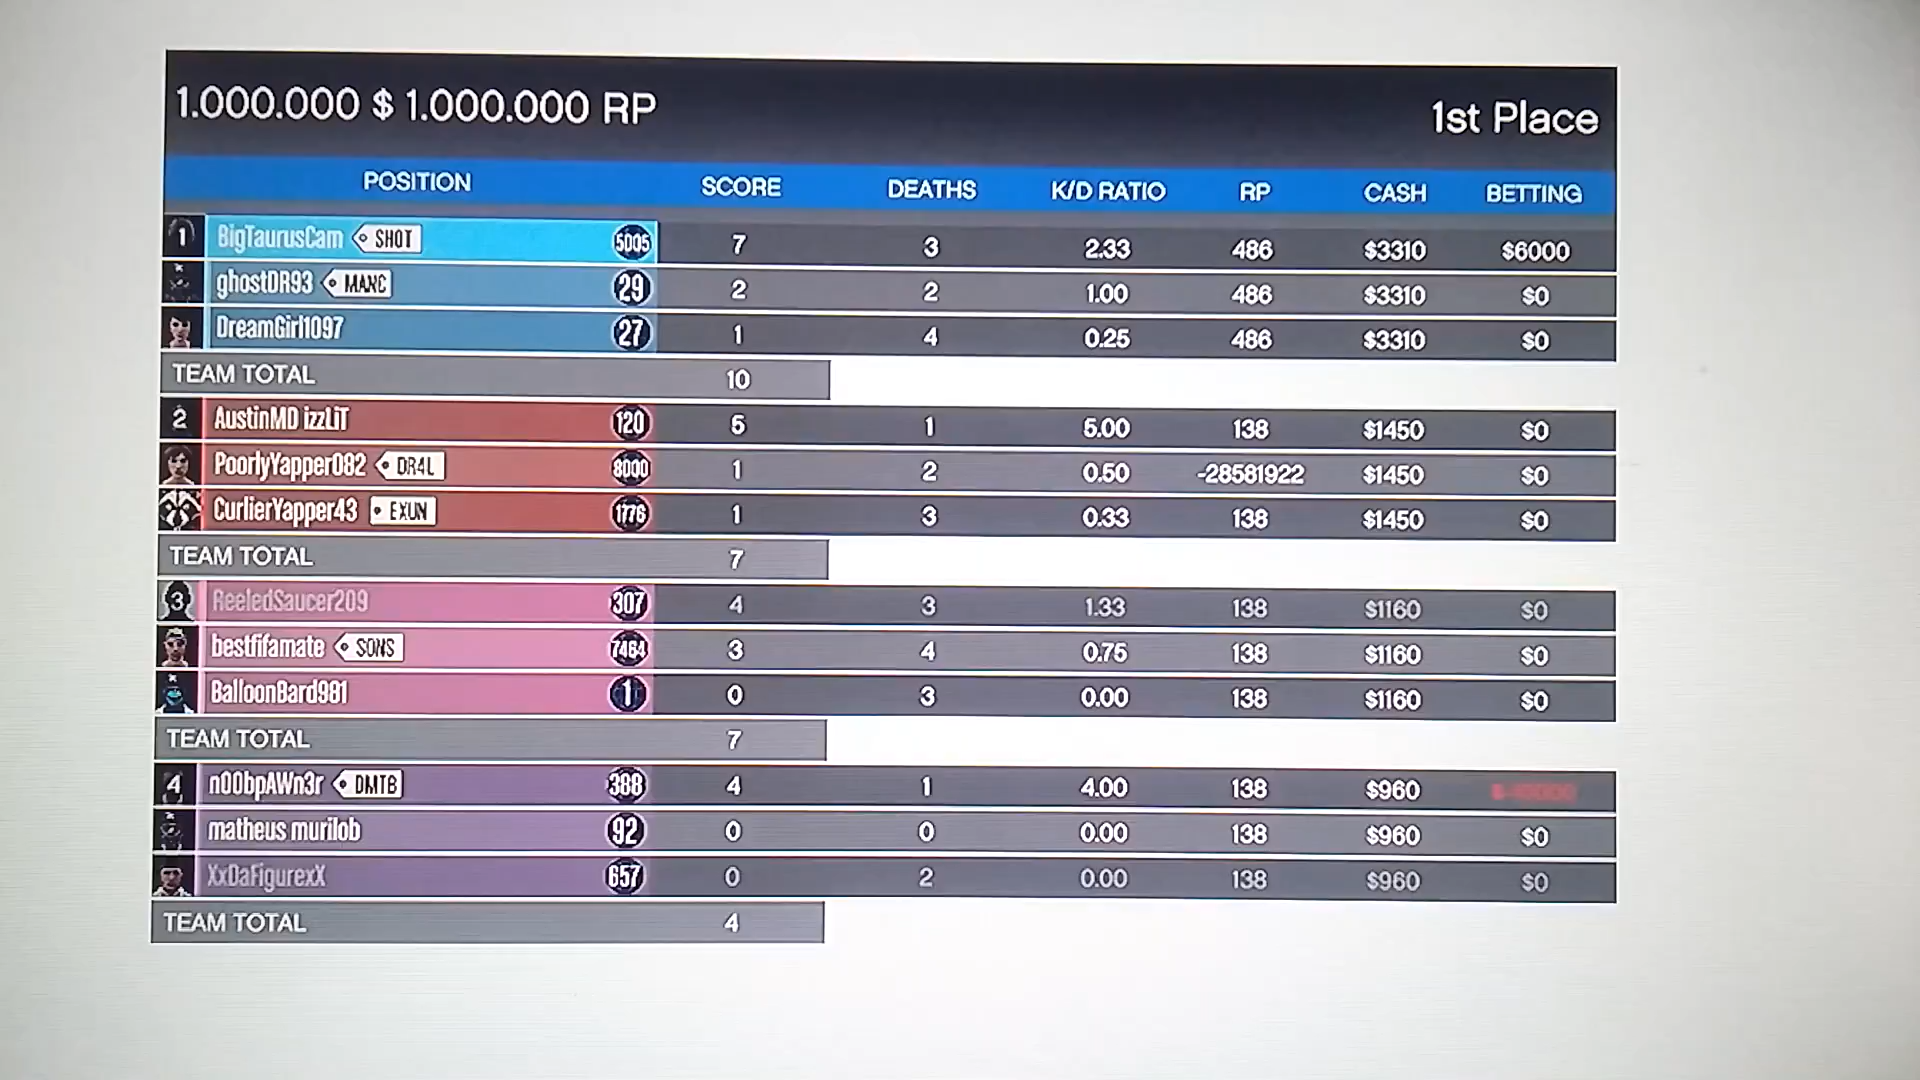 1.000.000 $ 1.000.000 RP 1st Place
POSITION SCORE DEATHS K/D RATIO RP CASH BETTING
1 BigTaurusCam SHOT 5005 7 3 2.33 486 $3310 $6000
ghostDR93 MANC 29 2 2 1.00 486 $3310 $0
DreamGirl1097 27 1 4 0.25 486 $3310 $0
TEAM TOTAL 10
2 AustinMD izzLiT 120 5 1 5.00 138 $1450 $0
PoorlyYapper082 DR4L 8000 1 2 0.50 -28581922 $1450 $0
CurlierYapper43 EXUN 1776 1 3 0.33 138 $1450 $0
TEAM TOTAL 7
3 ReeledSaucer209 307 4 3 1.33 138 $1160 $0
bestfifamate SONS 7464 3 4 0.75 138 $1160 $0
BalloonBard981 1 0 3 0.00 138 $1160 $0
TEAM TOTAL 7
4 n00bpAWn3r DMTB 388 4 1 4.00 138 $960
matheus murilob 92 0 0 0.00 138 $960 $0
XxDaFigurexX 657 0 2 0.00 138 $960 $0
TEAM TOTAL 4